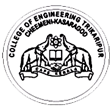 COLLEGE OF ENGINEERING TRIKARIPUR
CHEEMENI-KASARAGOD